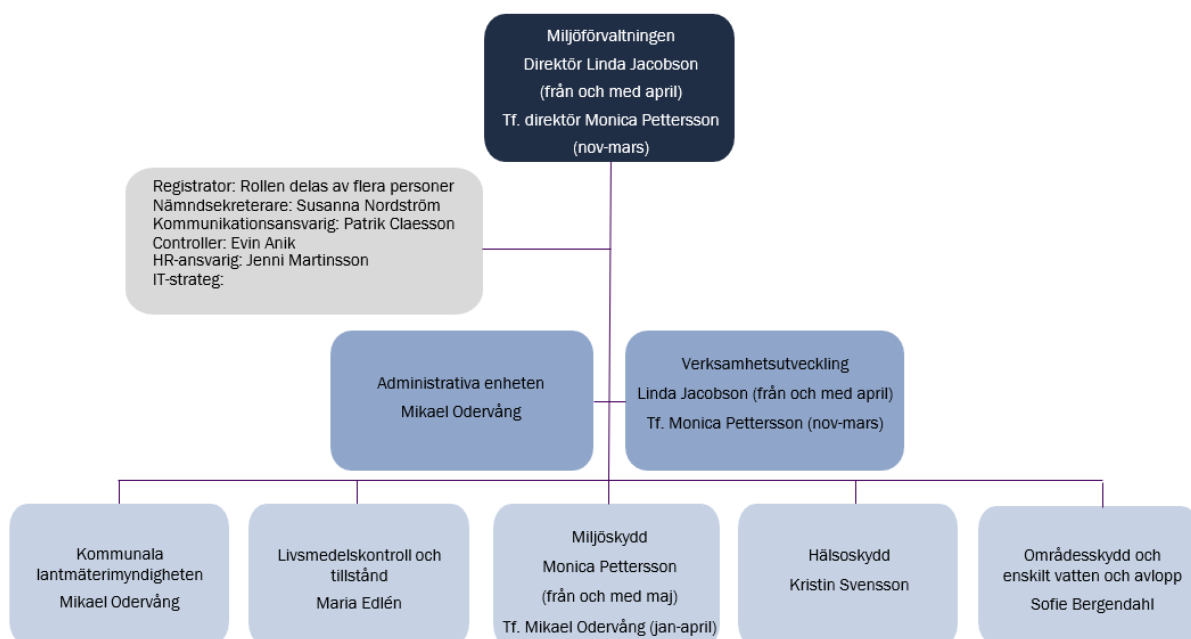 Miljöförvaltningen
Direktör Linda Jacobson
(från och med april)
Tf. direktör Monica Pettersson
(nov-mars)
Registrator: Rollen delas av flera personer
Nämndsekreterare: Susanna Nordström
Kommunikationsansvarig: Patrik Claesson
Controller: Evin Anik
HR-ansvarig: Jenni Martinsson
IT-strateg:
Administrativa enheten
Mikael Odervång
Verksamhetsutveckling
Linda Jacobson (från och med april)
Tf. Monica Pettersson (nov-mars)
Kommunala
lantmäterimyndigheten
Mikael Odervång
Livsmedelskontroll och
tillstånd
Maria Edlén
Miljöskydd
Monica Pettersson
(från och med maj)
Tf. Mikael Odervång (jan-april)
Hälsoskydd
Kristin Svensson
Områdesskydd och
enskilt vatten och avlopp
Sofie Bergendahl